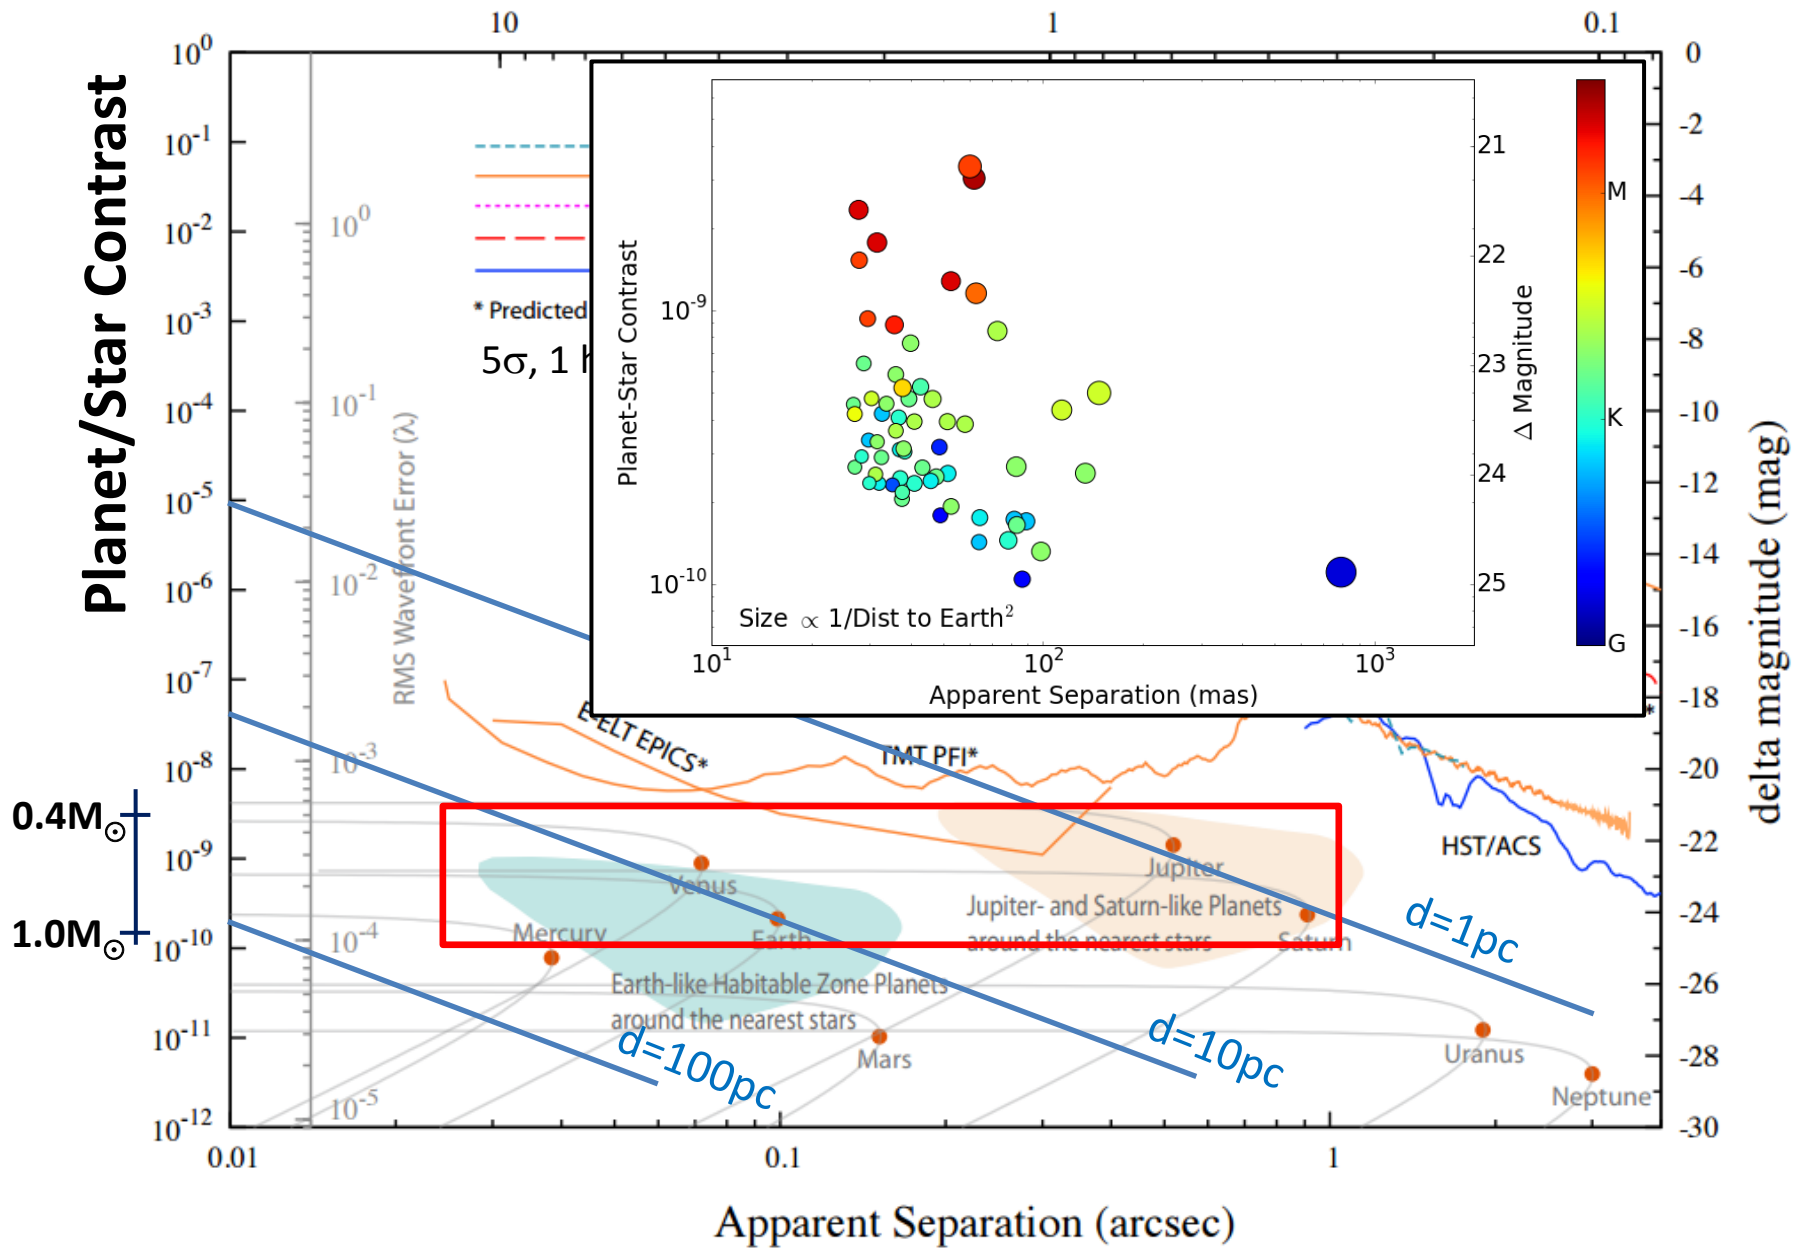 10 1 0.1
Planet/Star Contrast
10^0
10^-1
10^-2
10^-3
10^-4
10^-5
10^-6
10^-7
10^-8
10^-9
10^-10
10^-11
10^-12
0.4M☉
1.0M☉
RMS Wavefront Error (λ)
10^0
10^-1
10^-2
10^-3
10^-4
10^-5
* Predicted
5σ, 1 h
Planet-Star Contrast
10^-9
10^-10
Size ∝ 1/Dist to Earth^2
10^1 10^2 10^3
Apparent Separation (mas)
21
22
23
24
25
Δ Magnitude
M
K
G
0
-2
-4
-6
-8
-10
-12
-14
-16
-18
-20
-22
-24
-26
-28
-30
delta magnitude (mag)
*
E-ELT EPICS*
TMT PFI*
HST/ACS
Venus
Jupiter
Mercury
Earth
Saturn
Jupiter- and Saturn-like Planets
around the nearest stars
Earth-like Habitable Zone Planets
around the nearest stars
Mars
Uranus
Neptune
d=1pc
d=10pc
d=100pc
0.01 0.1 1
Apparent Separation (arcsec)